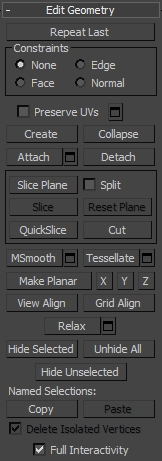 - Edit Geometry
Repeat Last
Constraints
None Edge
Face Normal
Preserve UVs
Create Collapse
Attach Detach
Slice Plane Split
Slice Reset Plane
QuickSlice Cut
MSmooth Tessellate
Make Planar X Y Z
View Align Grid Align
Relax
Hide Selected Unhide All
Hide Unselected
Named Selections:
Copy Paste
Delete Isolated Vertices
Full Interactivity